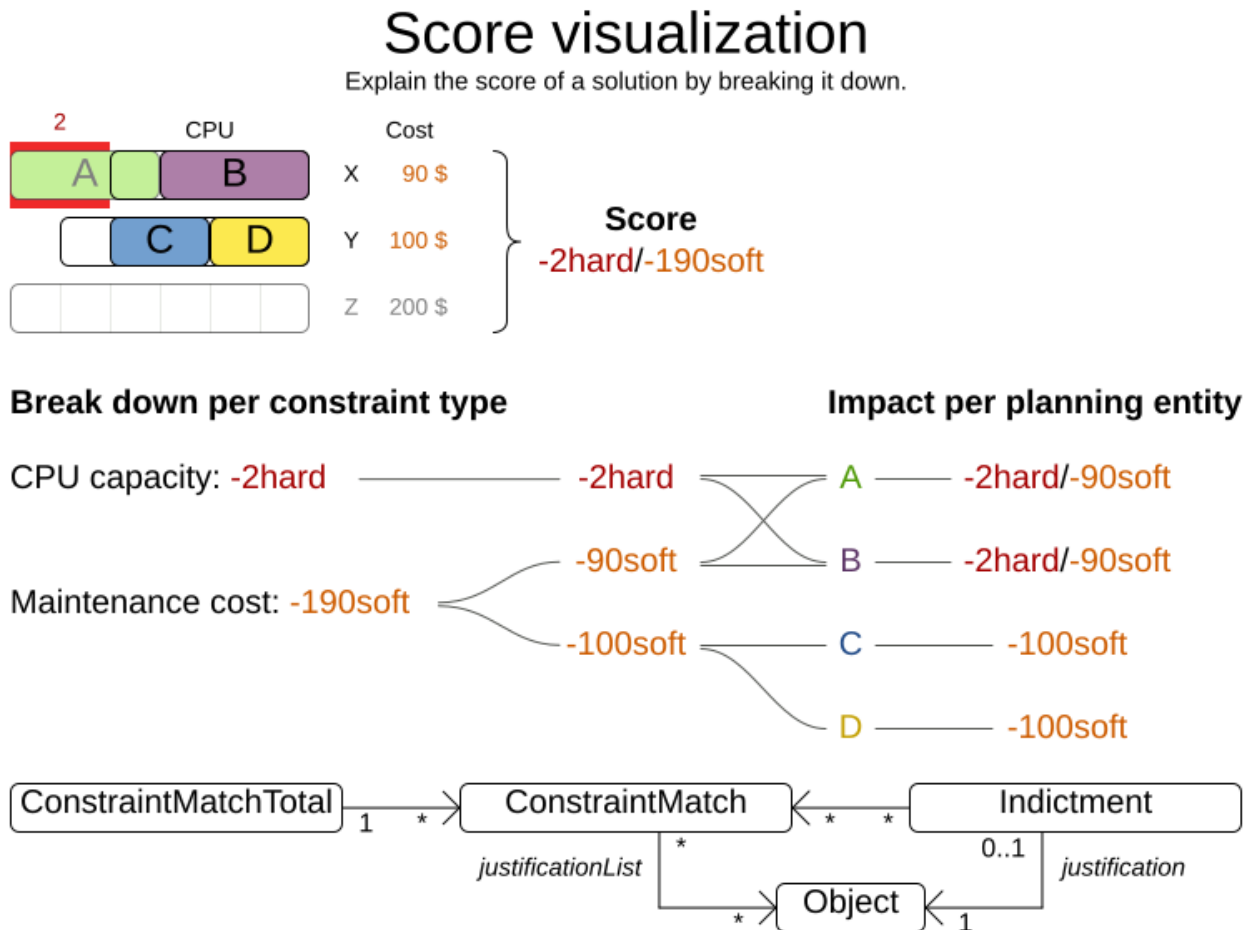 Score visualization
Explain the score of a solution by breaking it down.
2 CPU Cost
A B X 90 $
C D Y 100 $
Z 200 $
Score
-2hard/-190soft
Break down per constraint type Impact per planning entity
CPU capacity: -2hard -2hard A -2hard/-90soft
-90soft B -2hard/-90soft
Maintenance cost: -190soft
-100soft C -100soft
D -100soft
ConstraintMatchTotal ConstraintMatch Indictment
1 * * *
justificationList * 0..1 justification
Object
* 1